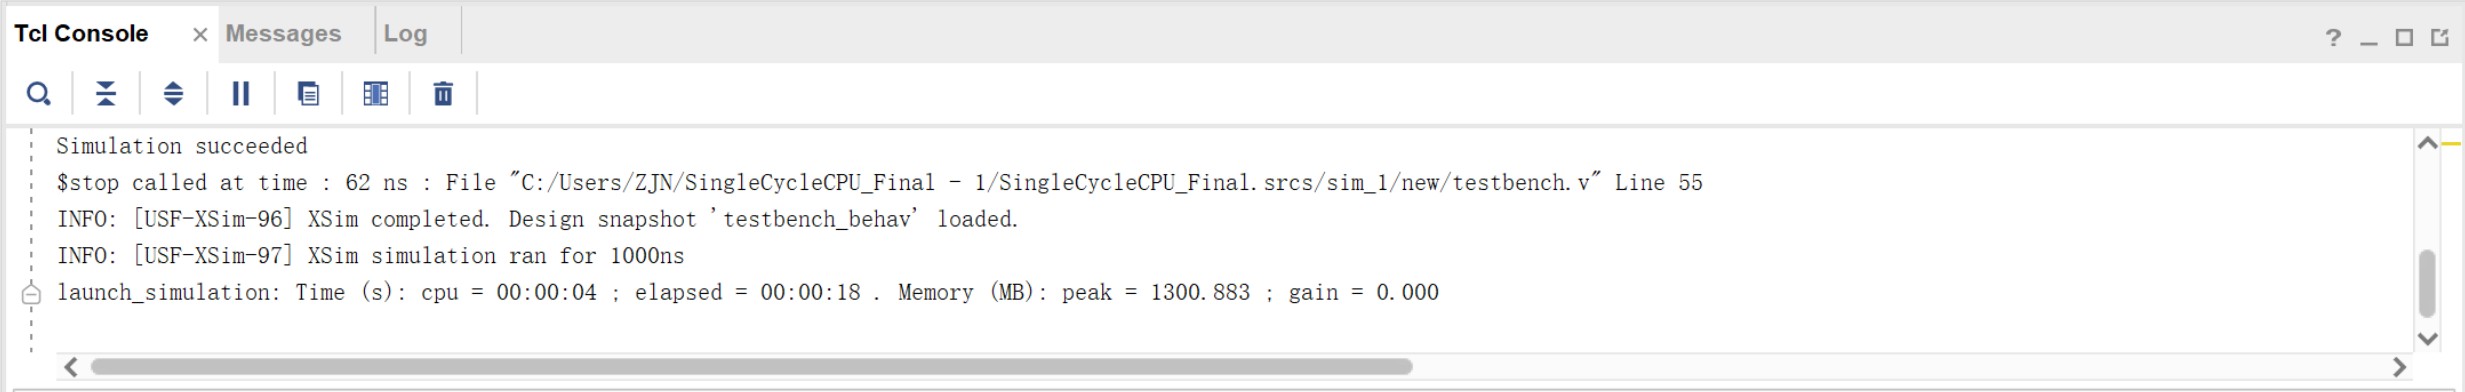 Tcl Console × Messages Log ?
Simulation succeeded
$stop called at time : 62 ns : File "C:/Users/ZJN/SingleCycleCPU_Final - 1/SingleCycleCPU_Final.srcs/sim_1/new/testbench.v" Line 55
INFO: [USF-XSim-96] XSim completed. Design snapshot 'testbench_behav' loaded.
INFO: [USF-XSim-97] XSim simulation ran for 1000ns
launch_simulation: Time (s): cpu = 00:00:04 ; elapsed = 00:00:18 . Memory (MB): peak = 1300.883 ; gain = 0.000